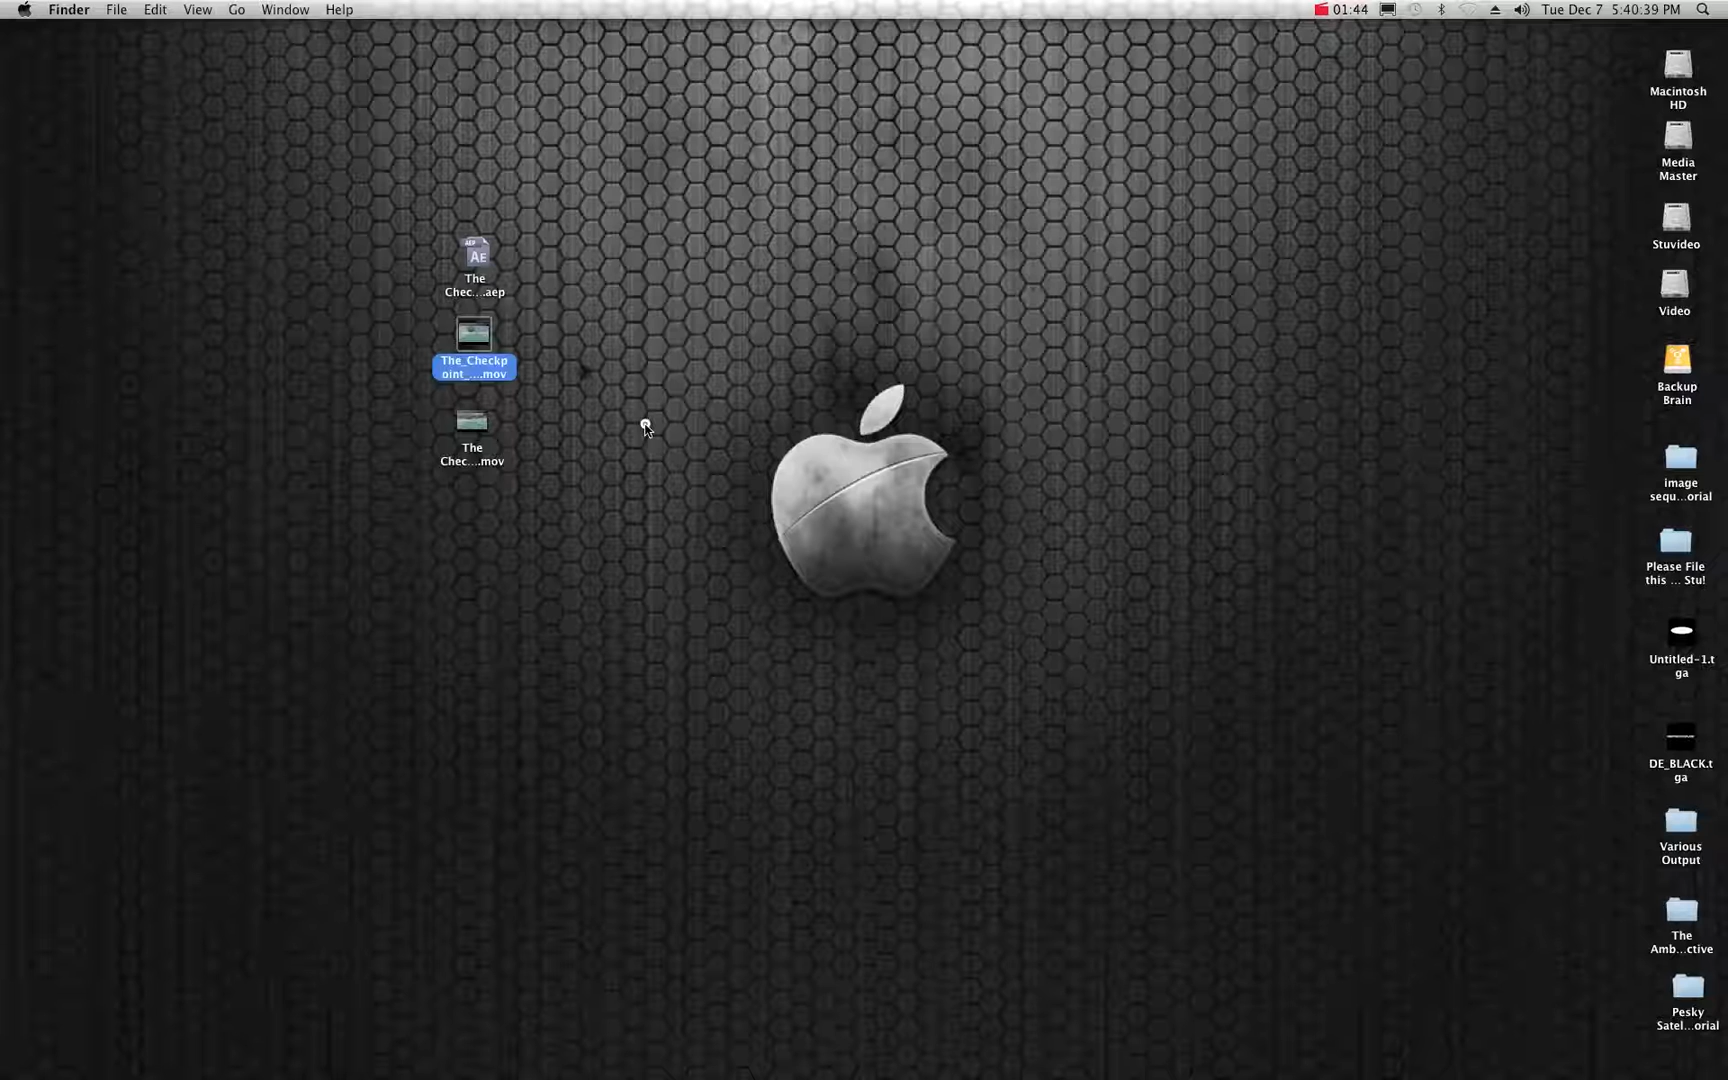 Finder File Edit View Go Window Help 01:44 Tue Dec 7 5:40:39 PM
Macintosh
HD
Media
Master
Stuvideo
Video
Backup
Brain
image
sequ...orial
Please File
this ... Stu!
Untitled-1.t
ga
DE_BLACK.t
ga
Various
Output
The
Amb...ctive
Pesky
Satel...orial
AEP
AE
The
Chec....aep
The_Checkp
oint_....mov
The
Chec....mov